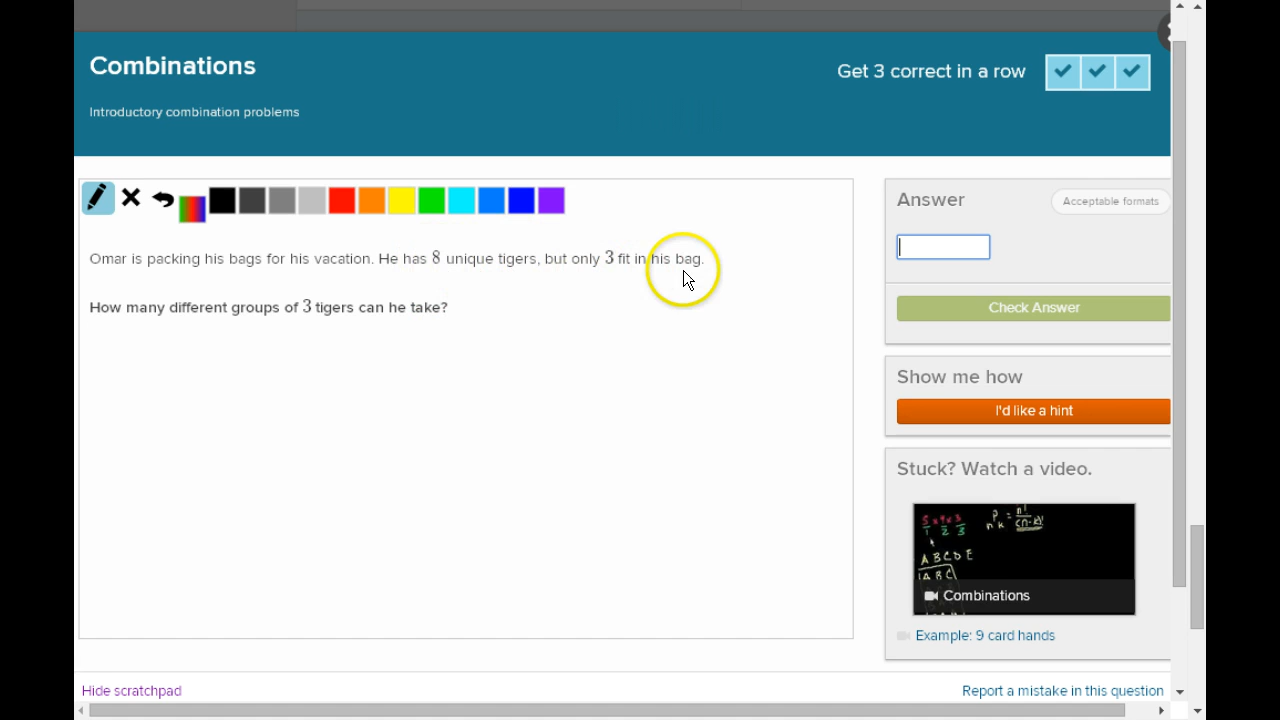 Combinations
Get 3 correct in a row
Introductory combination problems
Omar is packing his bags for his vacation. He has 8 unique tigers, but only 3 fit in his bag.
How many different groups of 3 tigers can he take?
Answer
Acceptable formats
Check Answer
Show me how
I'd like a hint
Stuck? Watch a video.
A B C D E
A B C
Combinations
Example: 9 card hands
Hide scratchpad
Report a mistake in this question